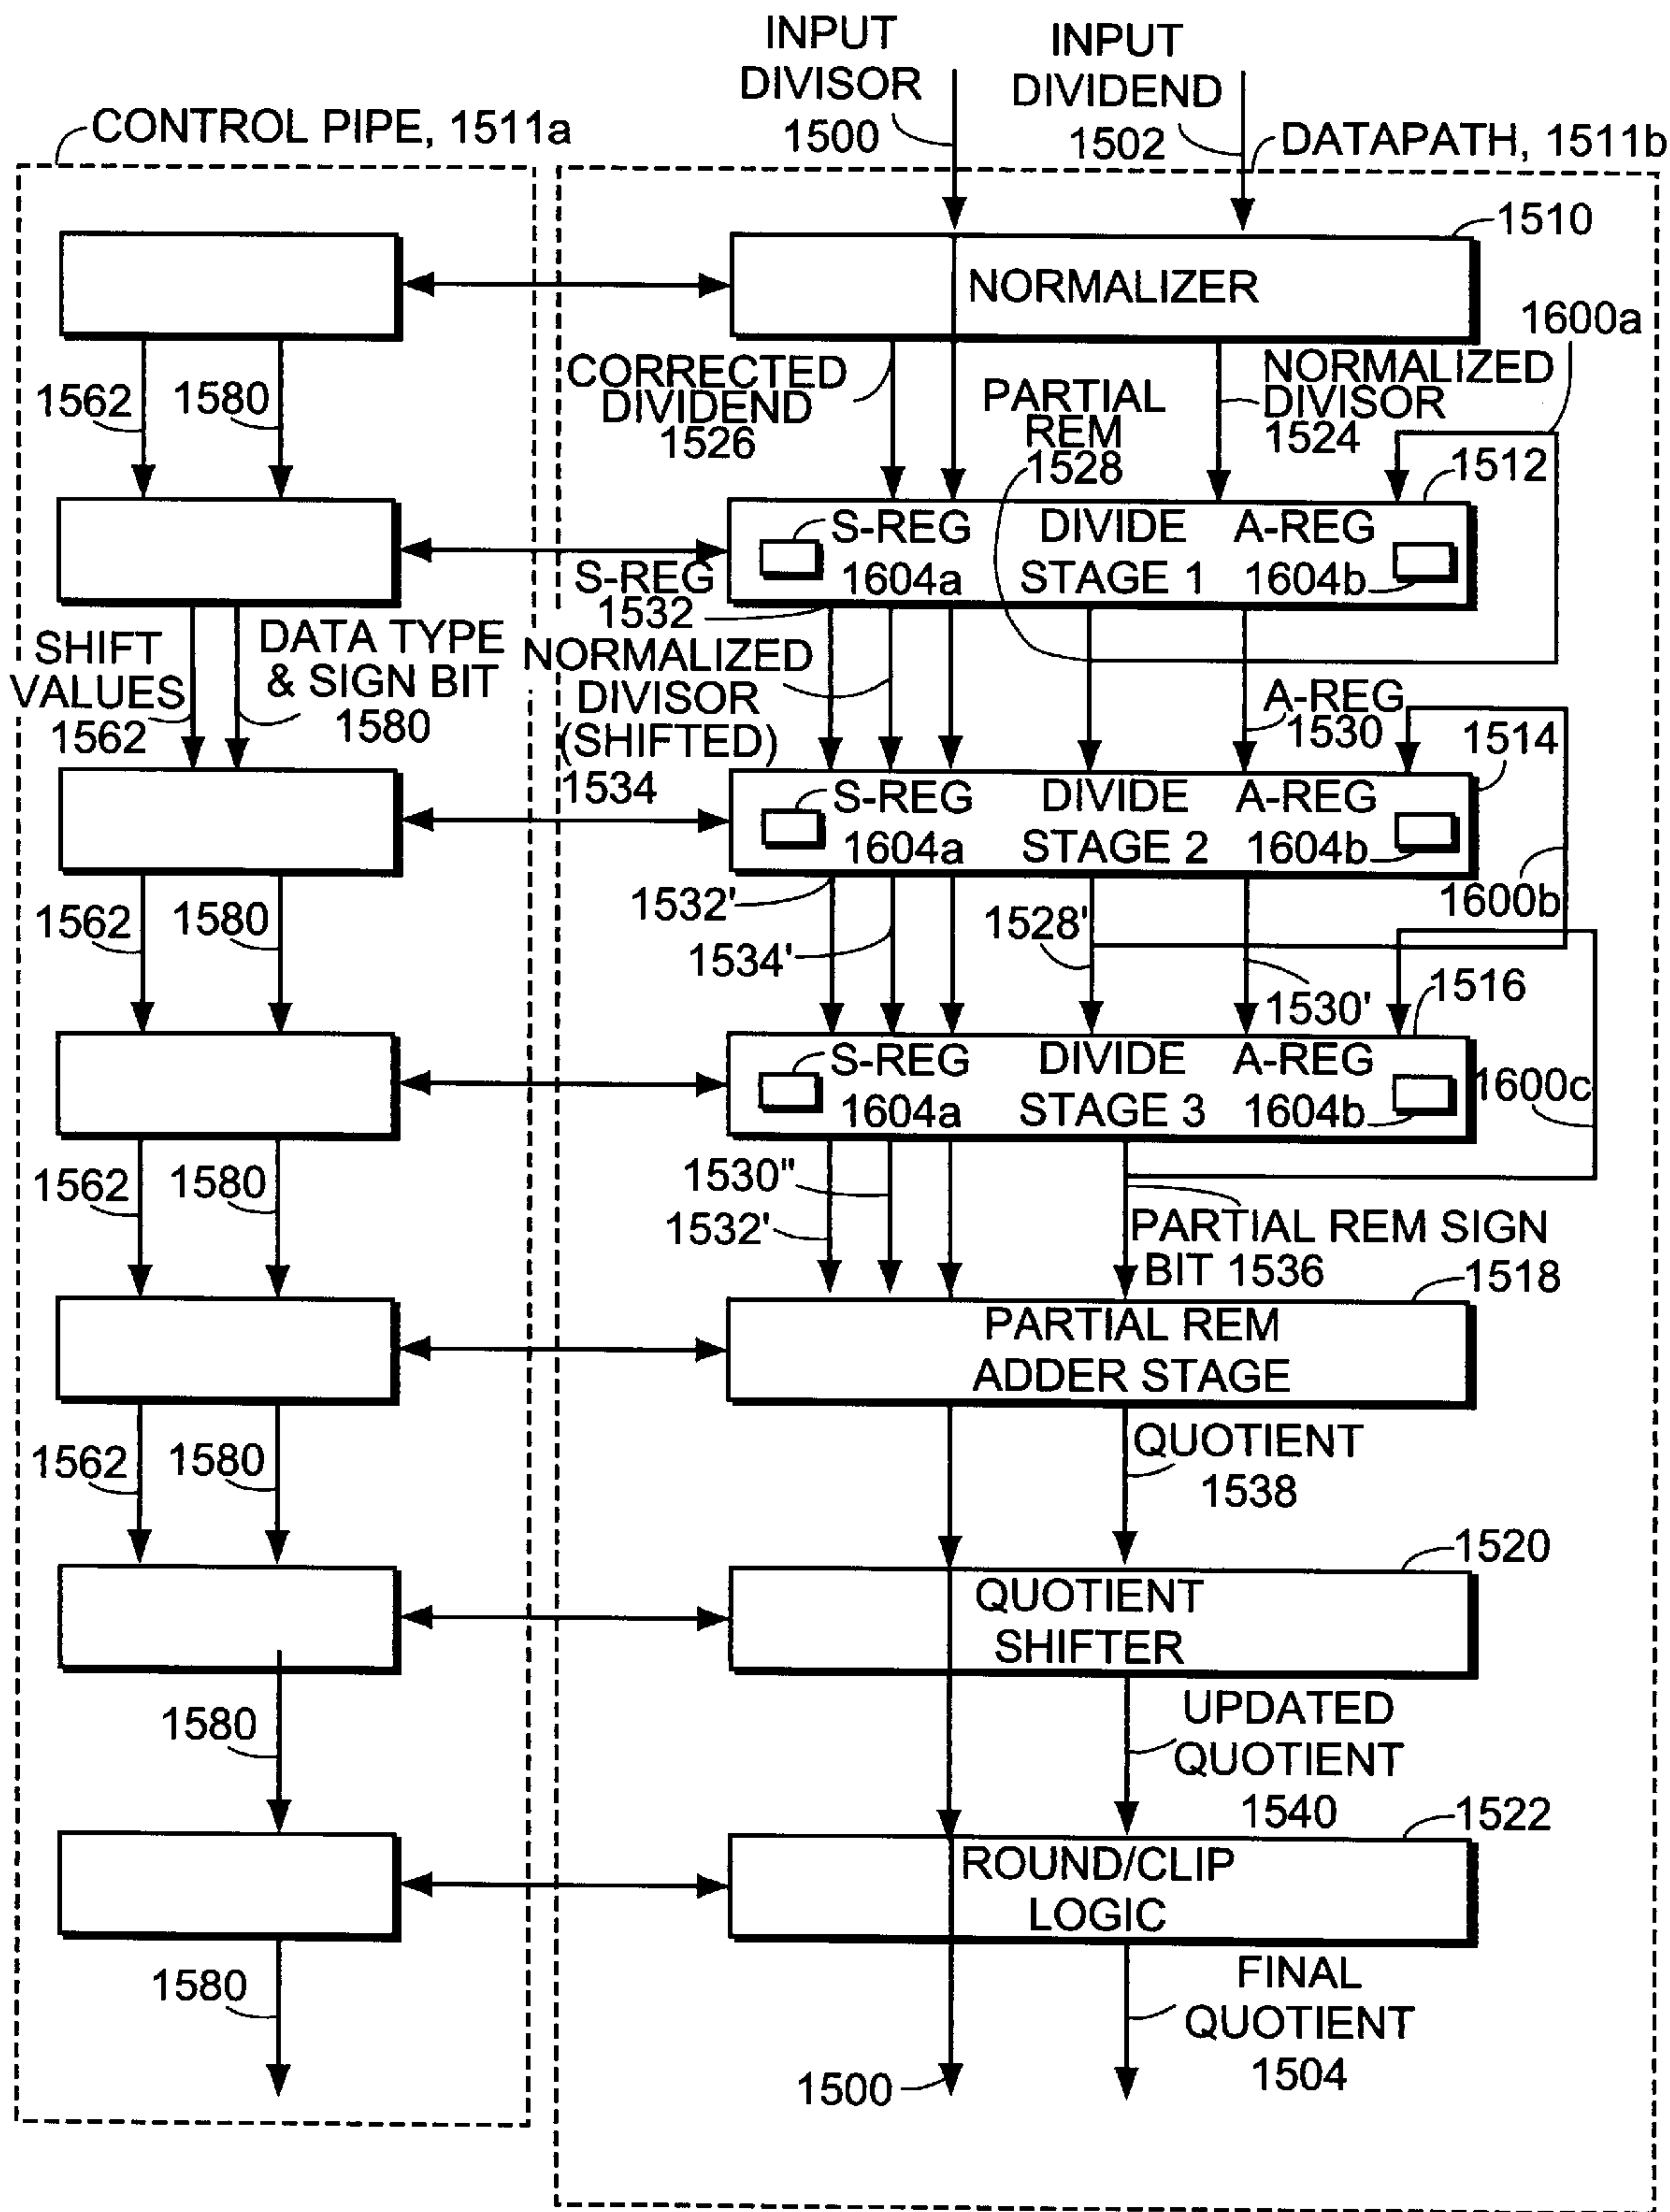 INPUT
DIVISOR
1500
INPUT
DIVIDEND
1502
CONTROL PIPE, 1511a
DATAPATH, 1511b
1510
NORMALIZER
1600a
1562
1580
CORRECTED
DIVIDEND
1526
PARTIAL
REM
1528
NORMALIZED
DIVISOR
1524
1512
S-REG
1604a
DIVIDE
STAGE 1
A-REG
1604b
S-REG
1532
SHIFT
VALUES
1562
DATA TYPE
& SIGN BIT
1580
NORMALIZED
DIVISOR
(SHIFTED)
1534
A-REG
1530
1514
S-REG
1604a
DIVIDE
STAGE 2
A-REG
1604b
1600b
1562
1580
1532'
1534'
1528'
1530'
1516
S-REG
1604a
DIVIDE
STAGE 3
A-REG
1604b
1600c
1562
1580
1530"
1532'
PARTIAL REM SIGN
BIT 1536
1518
PARTIAL REM
ADDER STAGE
1562
1580
QUOTIENT
1538
1520
QUOTIENT
SHIFTER
1580
UPDATED
QUOTIENT
1540
1522
ROUND/CLIP
LOGIC
1580
FINAL
QUOTIENT
1504
1500